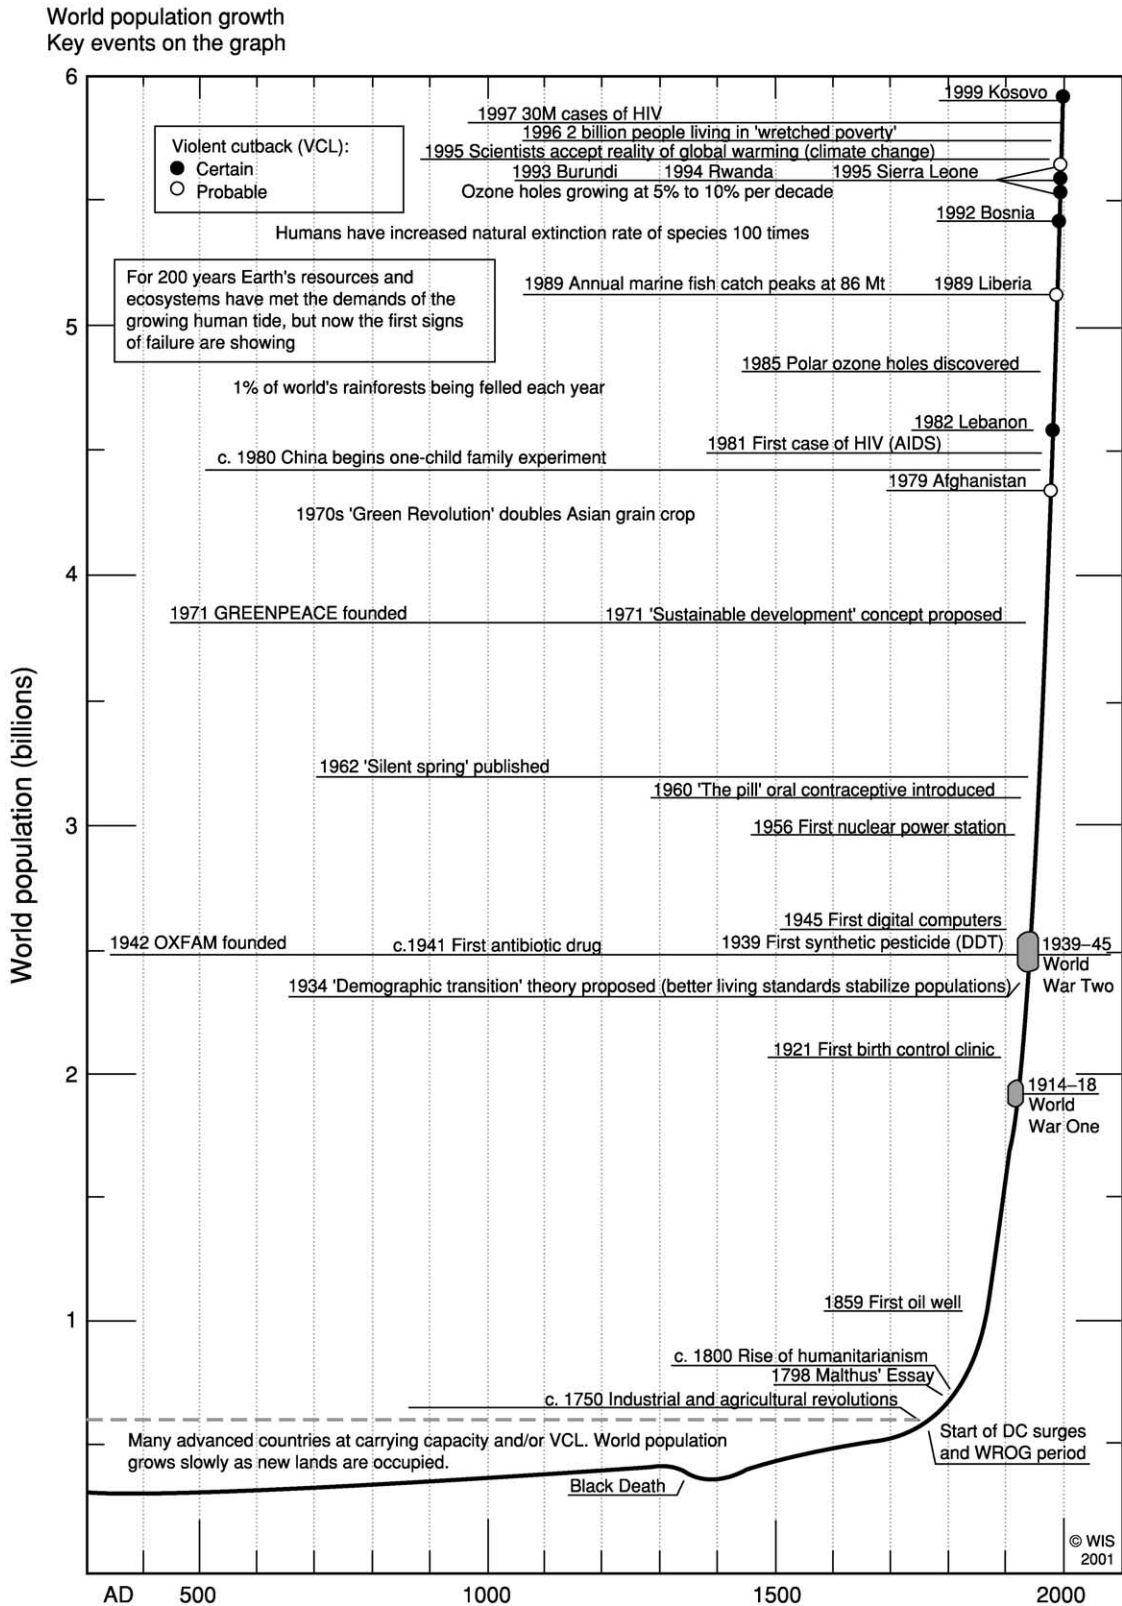 World population growth
Key events on the graph
6
1999 Kosovo
1997 30M cases of HIV
1996 2 billion people living in 'wretched poverty'
Violent cutback (VCL):
Certain
Probable
1995 Scientists accept reality of global warming (climate change)
1993 Burundi 1994 Rwanda 1995 Sierra Leone
Ozone holes growing at 5% to 10% per decade
1992 Bosnia
Humans have increased natural extinction rate of species 100 times
For 200 years Earth's resources and
ecosystems have met the demands of the
growing human tide, but now the first signs
of failure are showing
1989 Annual marine fish catch peaks at 86 Mt 1989 Liberia
5
1985 Polar ozone holes discovered
1% of world's rainforests being felled each year
1982 Lebanon
1981 First case of HIV (AIDS)
c. 1980 China begins one-child family experiment
1979 Afghanistan
1970s 'Green Revolution' doubles Asian grain crop
4
1971 GREENPEACE founded 1971 'Sustainable development' concept proposed
World population (billions)
1962 'Silent spring' published
1960 'The pill' oral contraceptive introduced
3
1956 First nuclear power station
1945 First digital computers
1942 OXFAM founded c.1941 First antibiotic drug 1939 First synthetic pesticide (DDT)
1939–45
World
War Two
1934 'Demographic transition' theory proposed (better living standards stabilize populations)
1921 First birth control clinic
2
1914–18
World
War One
1859 First oil well
1
c. 1800 Rise of humanitarianism
1798 Malthus' Essay
c. 1750 Industrial and agricultural revolutions
Many advanced countries at carrying capacity and/or VCL. World population
grows slowly as new lands are occupied.
Start of DC surges
and WROG period
Black Death
© WIS
2001
AD 500 1000 1500 2000